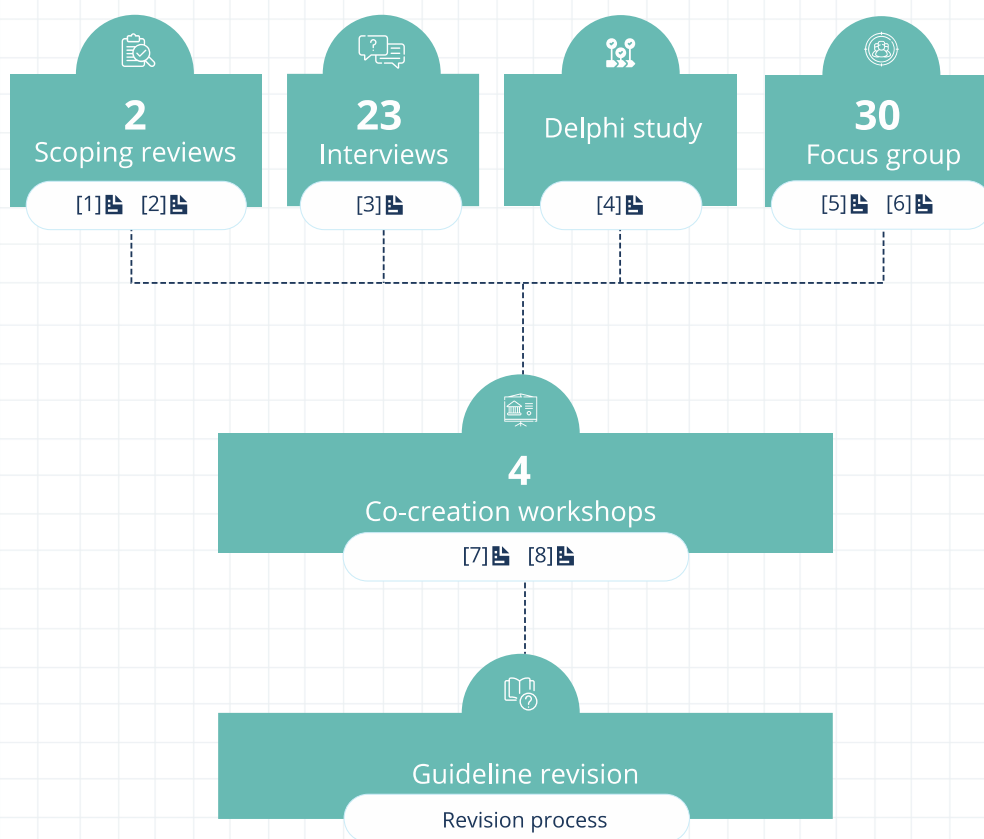 2
Scoping reviews
[1] [2]
23
Interviews
[3]
Delphi study
[4]
30
Focus group
[5] [6]
4
Co-creation workshops
[7] [8]
Guideline revision
Revision process